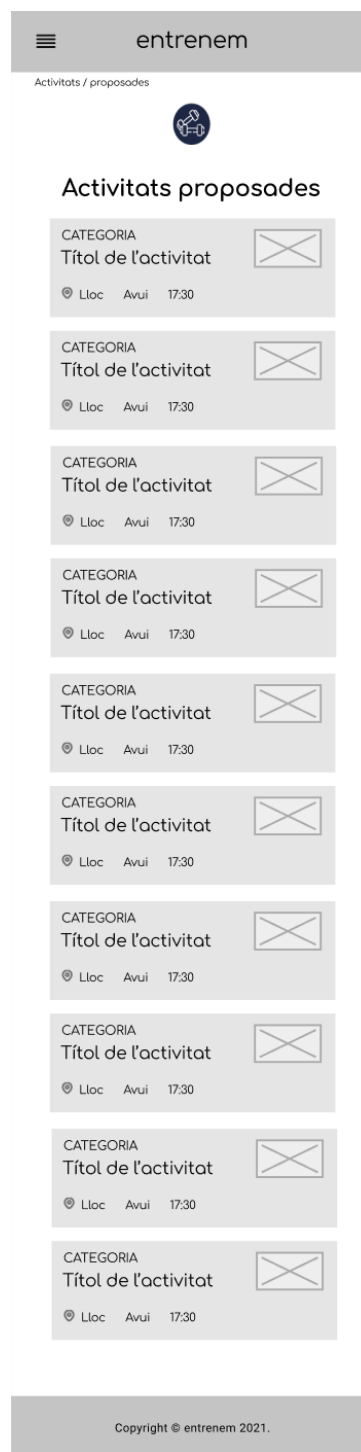 entrenem
Activitats / proposades
Activitats proposades
CATEGORIA
Títol de l'activitat
Lloc Avui 17:30
CATEGORIA
Títol de l'activitat
Lloc Avui 17:30
CATEGORIA
Títol de l'activitat
Lloc Avui 17:30
CATEGORIA
Títol de l'activitat
Lloc Avui 17:30
CATEGORIA
Títol de l'activitat
Lloc Avui 17:30
CATEGORIA
Títol de l'activitat
Lloc Avui 17:30
CATEGORIA
Títol de l'activitat
Lloc Avui 17:30
CATEGORIA
Títol de l'activitat
Lloc Avui 17:30
CATEGORIA
Títol de l'activitat
Lloc Avui 17:30
CATEGORIA
Títol de l'activitat
Lloc Avui 17:30
Copyright © entrenem 2021.